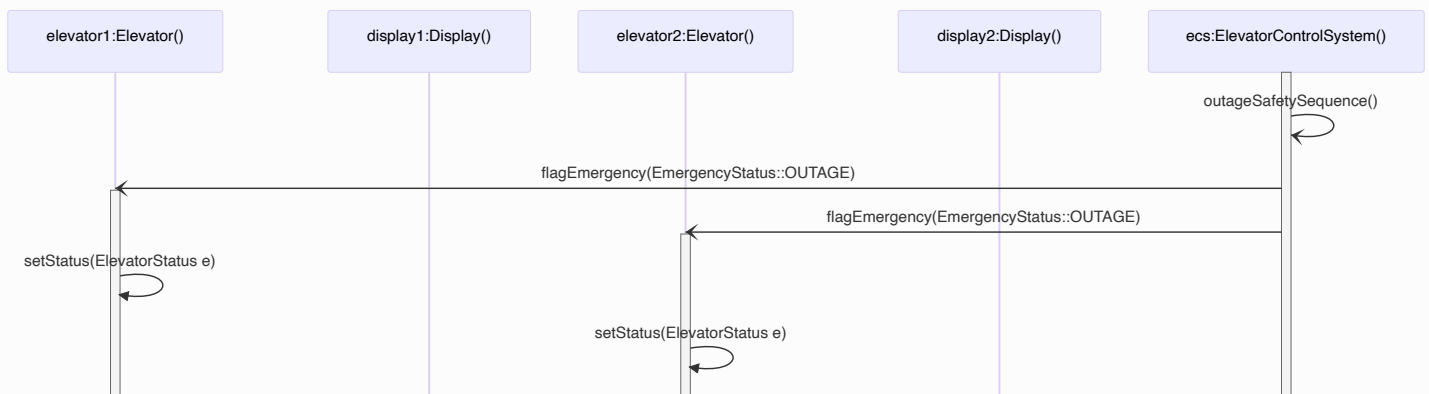 elevator1:Elevator()
display1:Display()
elevator2:Elevator()
display2:Display()
ecs:ElevatorControlSystem()
outageSafetySequence()
flagEmergency(EmergencyStatus::OUTAGE)
flagEmergency(EmergencyStatus::OUTAGE)
setStatus(ElevatorStatus e)
setStatus(ElevatorStatus e)